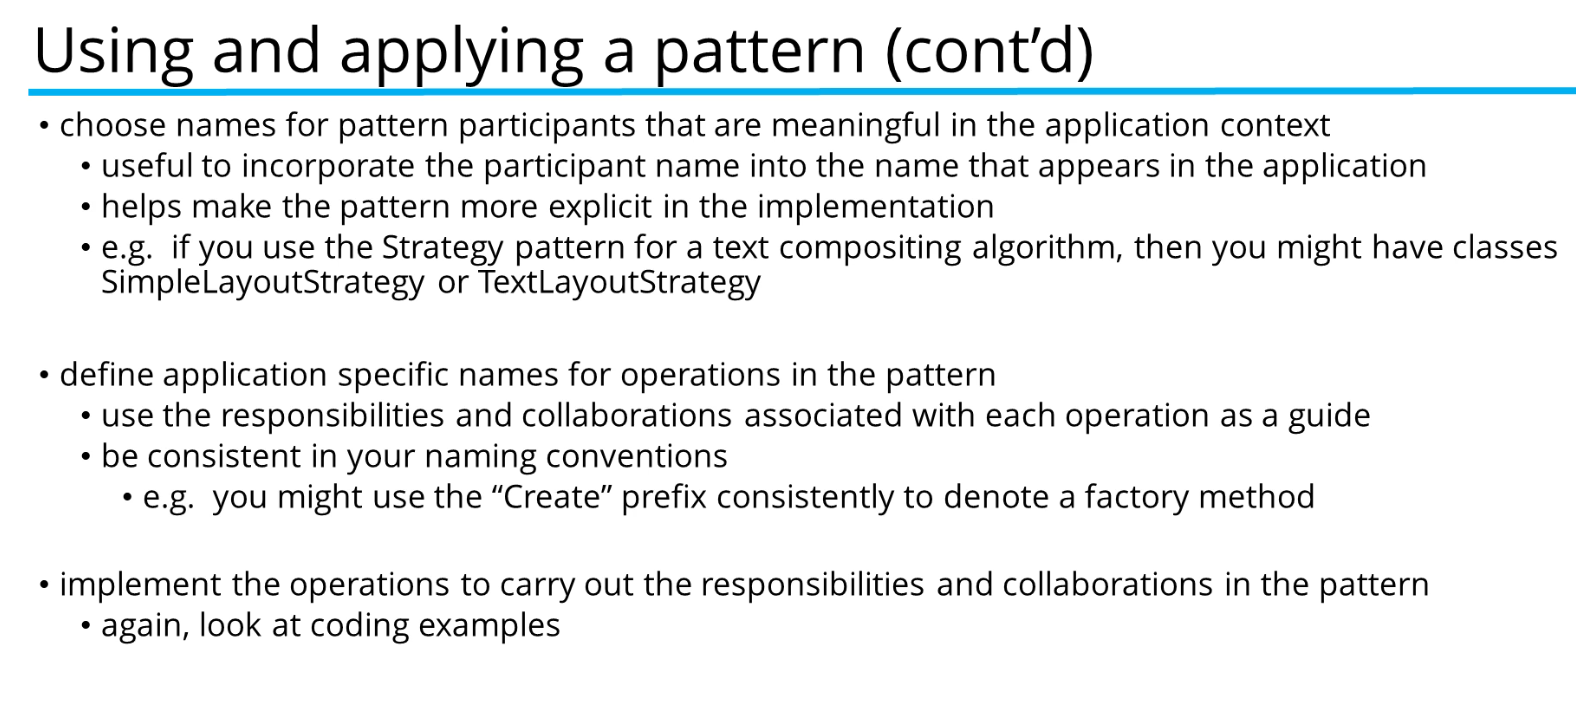 Using and applying a pattern (cont’d)
• choose names for pattern participants that are meaningful in the application context
• useful to incorporate the participant name into the name that appears in the application
• helps make the pattern more explicit in the implementation
• e.g.  if you use the Strategy pattern for a text compositing algorithm, then you might have classes
SimpleLayoutStrategy or TextLayoutStrategy
• define application specific names for operations in the pattern
• use the responsibilities and collaborations associated with each operation as a guide
• be consistent in your naming conventions
• e.g.  you might use the “Create” prefix consistently to denote a factory method
• implement the operations to carry out the responsibilities and collaborations in the pattern
• again, look at coding examples